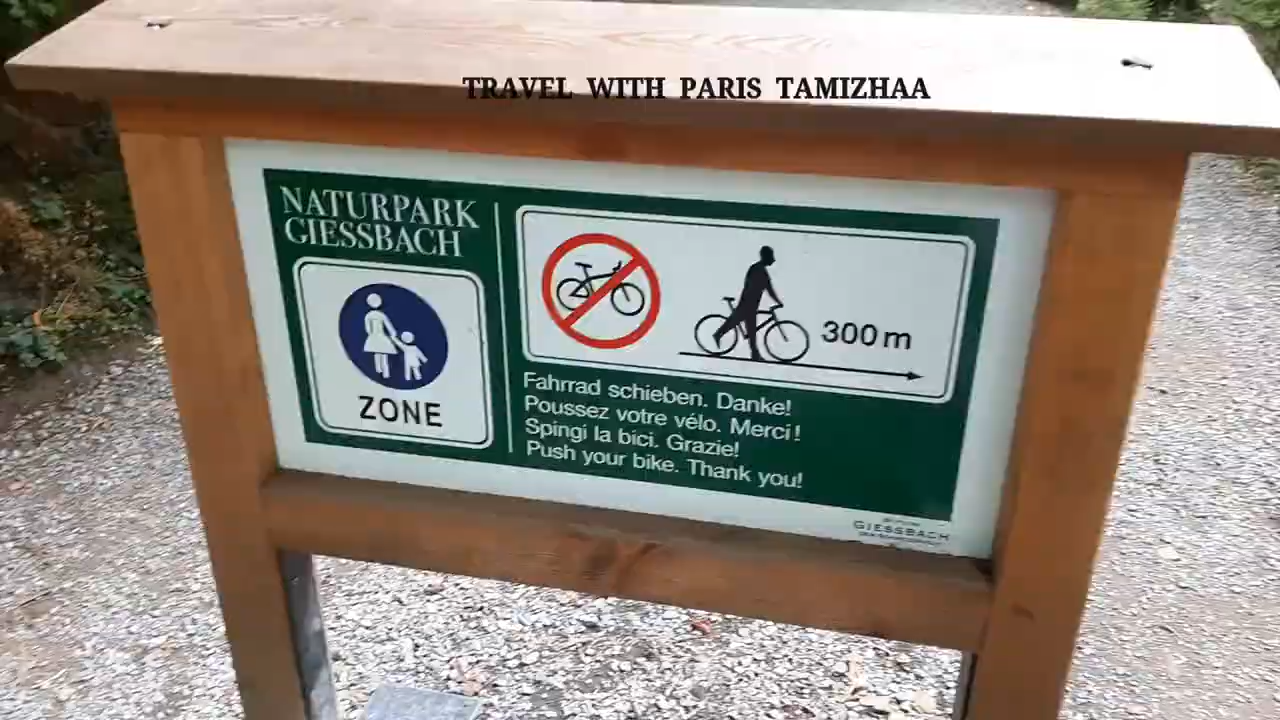 TRAVEL WITH PARIS TAMIZHAA
NATURPARK
GIESSBACH
ZONE
300 m
Fahrrad schieben. Danke!
Poussez votre vélo. Merci!
Spingi la bici. Grazie!
Push your bike. Thank you!
GIESSBACH